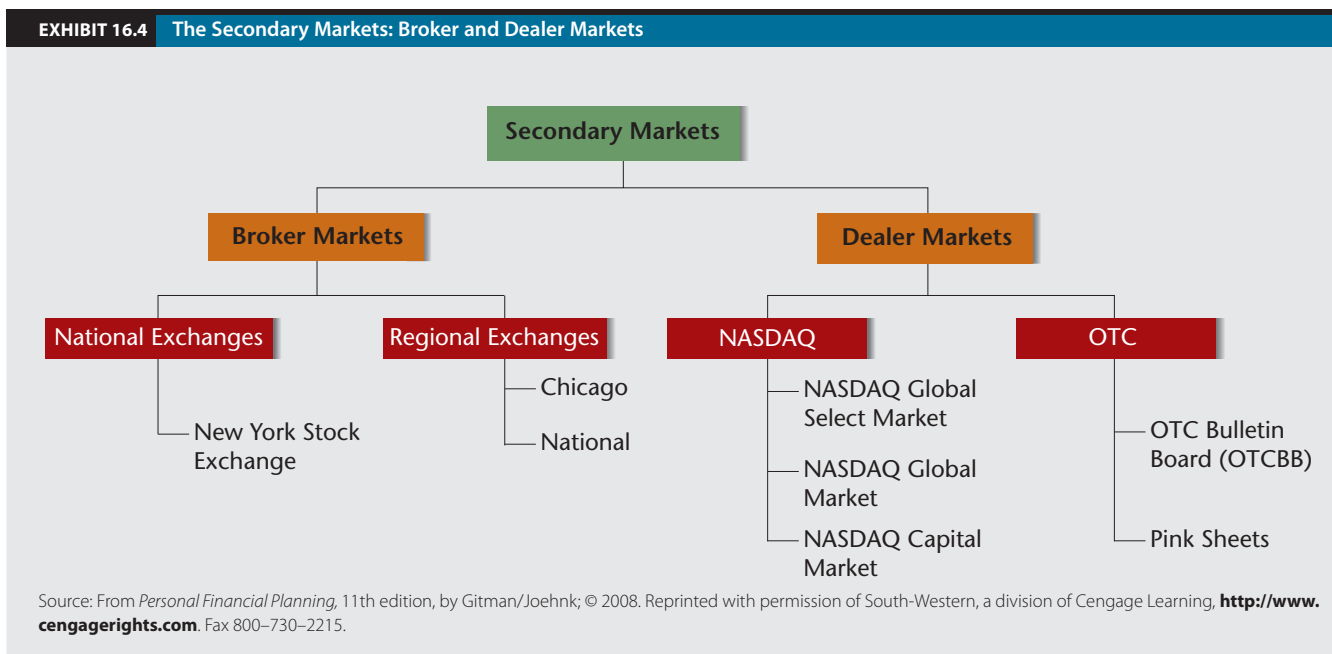 EXHIBIT 16.4 The Secondary Markets: Broker and Dealer Markets
Secondary Markets
Broker Markets
Dealer Markets
National Exchanges
Regional Exchanges
NASDAQ
OTC
New York Stock
Exchange
Chicago
National
NASDAQ Global
Select Market
NASDAQ Global
Market
NASDAQ Capital
Market
OTC Bulletin
Board (OTCBB)
Pink Sheets
Source: From Personal Financial Planning, 11th edition, by Gitman/Joehnk; © 2008. Reprinted with permission of South-Western, a division of Cengage Learning, http://www.
cengagerights.com. Fax 800–730–2215.